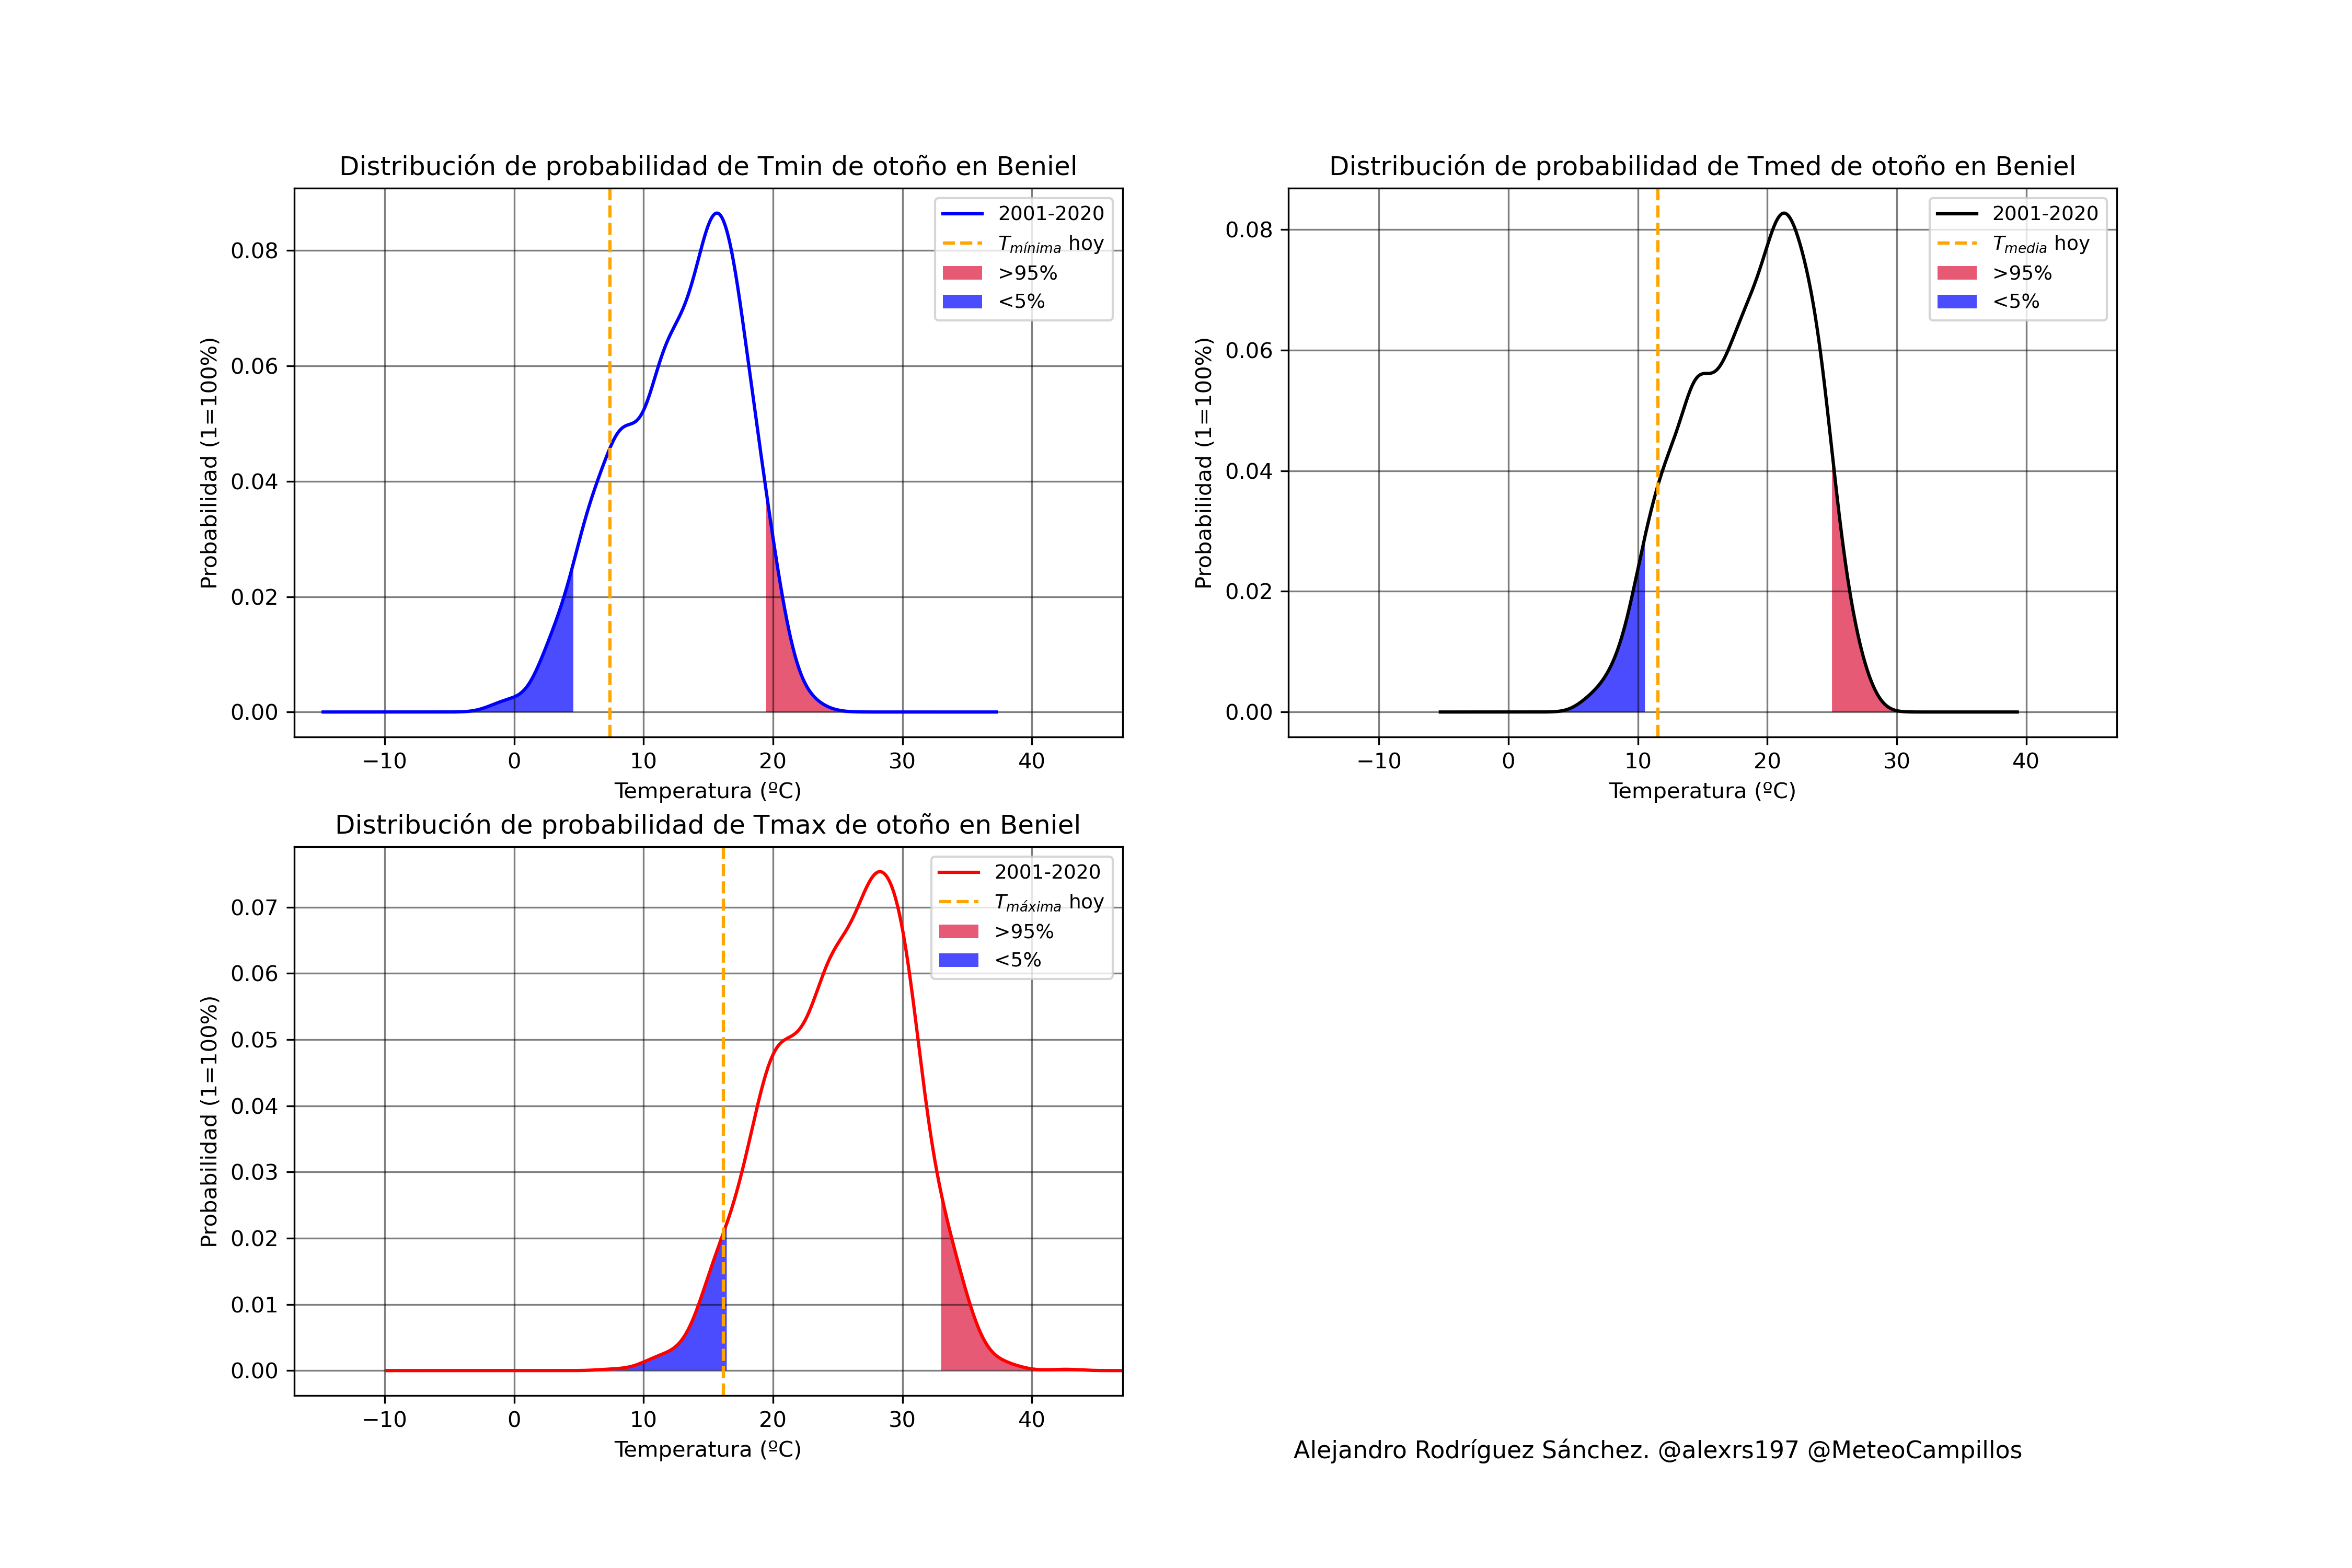 Distribución de probabilidad de Tmin de otoño en Beniel
Probabilidad (1=100%)
0.08
0.06
0.04
0.02
0.00
2001-2020
Tmínima hoy
>95%
<5%
−10 0 10 20 30 40
Temperatura (ºC)
Distribución de probabilidad de Tmed de otoño en Beniel
Probabilidad (1=100%)
0.08
0.06
0.04
0.02
0.00
2001-2020
Tmedia hoy
>95%
<5%
−10 0 10 20 30 40
Temperatura (ºC)
Distribución de probabilidad de Tmax de otoño en Beniel
Probabilidad (1=100%)
0.07
0.06
0.05
0.04
0.03
0.02
0.01
0.00
2001-2020
Tmáxima hoy
>95%
<5%
−10 0 10 20 30 40
Temperatura (ºC)
Alejandro Rodríguez Sánchez. @alexrs197 @MeteoCampillos